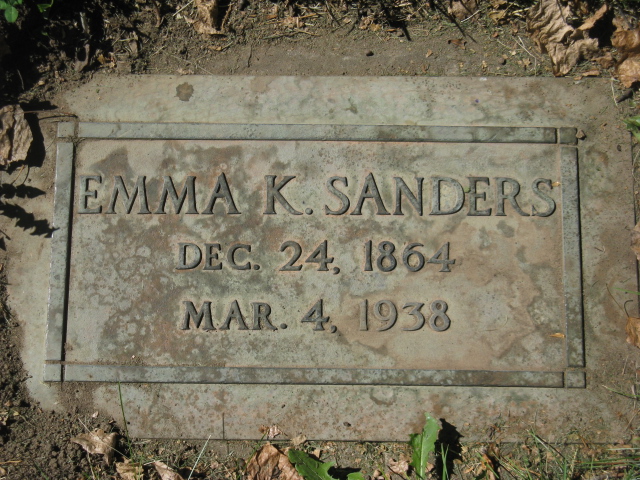 EMMA K. SANDERS
DEC. 24, 1864
MAR. 4, 1938